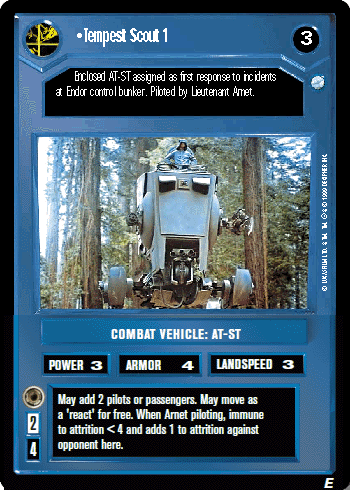 •Tempest Scout 1
3
Enclosed AT-ST assigned as first response to incidents
at Endor control bunker. Piloted by Lieutenant Arnet.
COMBAT VEHICLE: AT-ST
POWER 3
ARMOR 4
LANDSPEED 3
May add 2 pilots or passengers. May move as
a 'react' for free. When Arnet piloting, immune
to attrition < 4 and adds 1 to attrition against
opponent here.
2
4
E